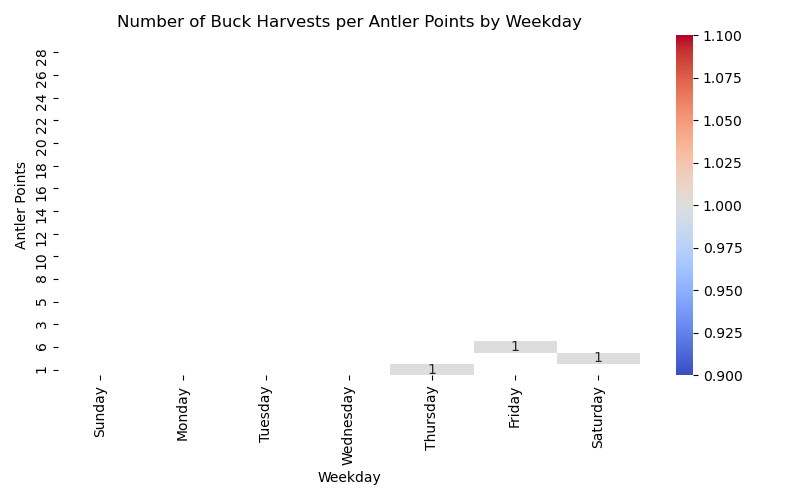 Number of Buck Harvests per Antler Points by Weekday
Antler Points
28
26
24
22
20
18
16
14
12
10
8
5
3
6
1
1
1
1
Sunday
Monday
Tuesday
Wednesday
Thursday
Friday
Saturday
Weekday
1.100
1.075
1.050
1.025
1.000
0.975
0.950
0.925
0.900